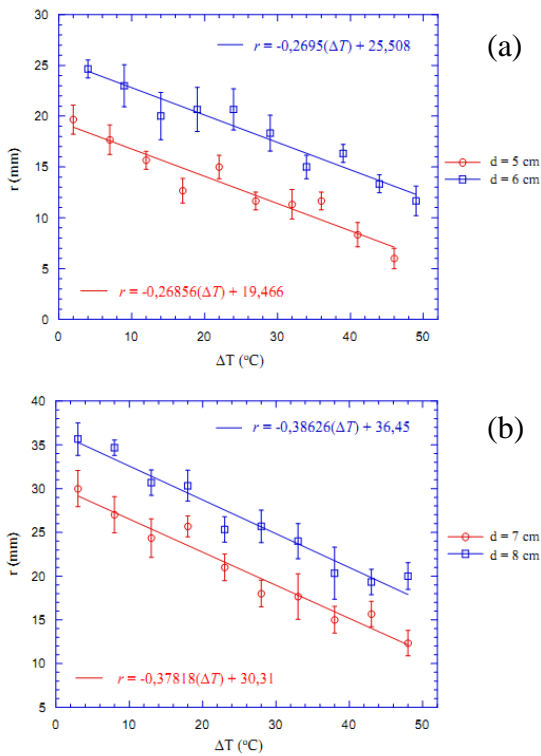 (a)
r = -0,2695(ΔT) + 25,508
30
25
20
15
10
5
0
r (mm)
d = 5 cm
d = 6 cm
r = -0,26856(ΔT) + 19,466
0 10 20 30 40 50
ΔT (°C)
(b)
r = -0,38626(ΔT) + 36,45
40
35
30
25
20
15
10
5
r (mm)
d = 7 cm
d = 8 cm
r = -0,37818(ΔT) + 30,31
0 10 20 30 40 50
ΔT (°C)